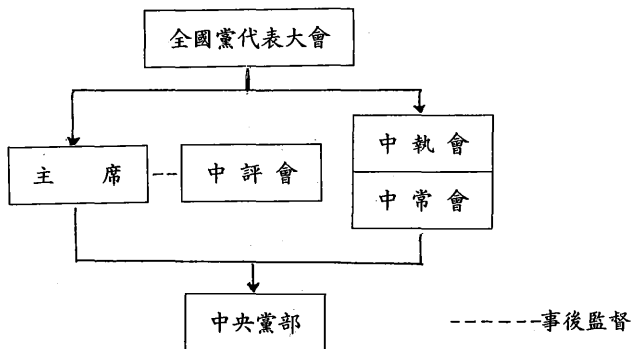 全國黨代表大會
主席
中評會
中執會
中常會
中央黨部
------事後監督